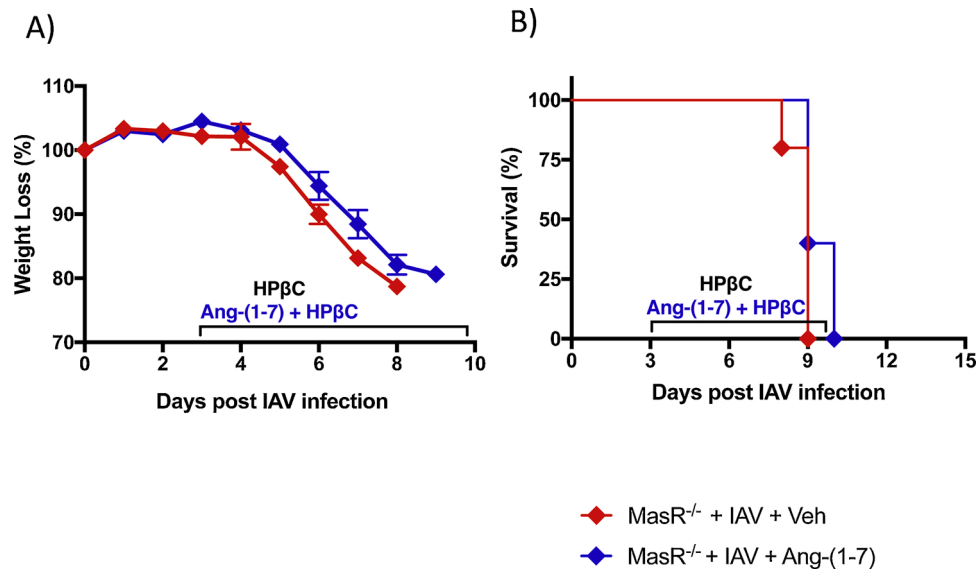 A)
110
100
90
80
70
Weight Loss (%)
HPβC
Ang-(1-7) + HPβC
0 2 4 6 8 10
Days post IAV infection
B)
100
75
50
25
0
Survival (%)
HPβC
Ang-(1-7) + HPβC
0 3 6 9 12 15
Days post IAV infection
MasR-/- + IAV + Veh
MasR-/- + IAV + Ang-(1-7)